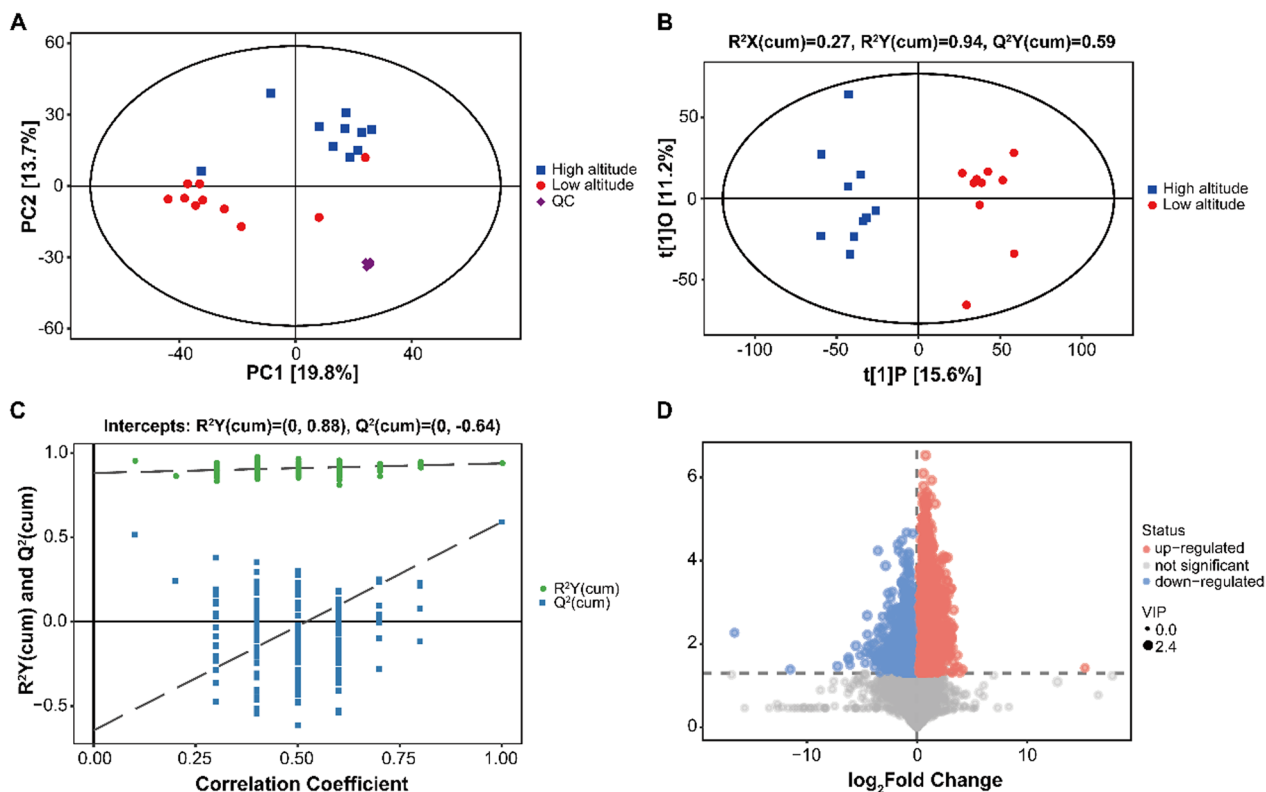 A
60
30
0
-30
-60
-40
0
40
PC2 [13.7%]
PC1 [19.8%]
High altitude
Low altitude
QC
B
R²X(cum)=0.27, R²Y(cum)=0.94, Q²Y(cum)=0.59
50
0
-50
-100
-50
0
50
100
t[1]O [11.2%]
t[1]P [15.6%]
High altitude
Low altitude
C
Intercepts: R²Y(cum)=(0, 0.88), Q²(cum)=(0, -0.64)
1.0
0.5
0.0
−0.5
0.00
0.25
0.50
0.75
1.00
R²Y(cum) and Q²(cum)
Correlation Coefficient
R²Y(cum)
Q²(cum)
D
6
4
2
0
−10
0
10
log₂Fold Change
Status
up−regulated
not significant
down−regulated
VIP
0.0
2.4